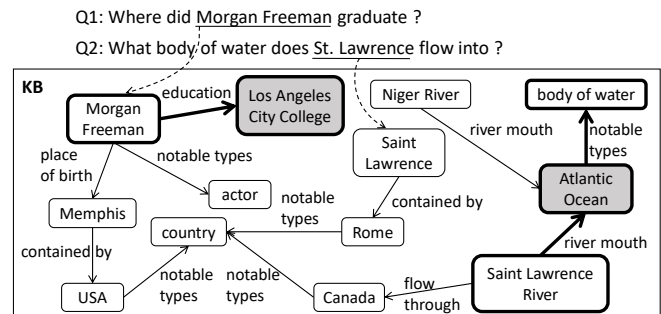 Q1: Where did Morgan Freeman graduate ?
Q2: What body of water does St. Lawrence flow into ?
KB
Morgan
Freeman
education
Los Angeles
City College
Niger River
body of water
river mouth
notable
types
place
of birth
notable types
Saint
Lawrence
actor
Atlantic
Ocean
Memphis
contained by
country
notable
types
Rome
contained by
river mouth
USA
notable
types
notable
types
Canada
flow
through
Saint Lawrence
River